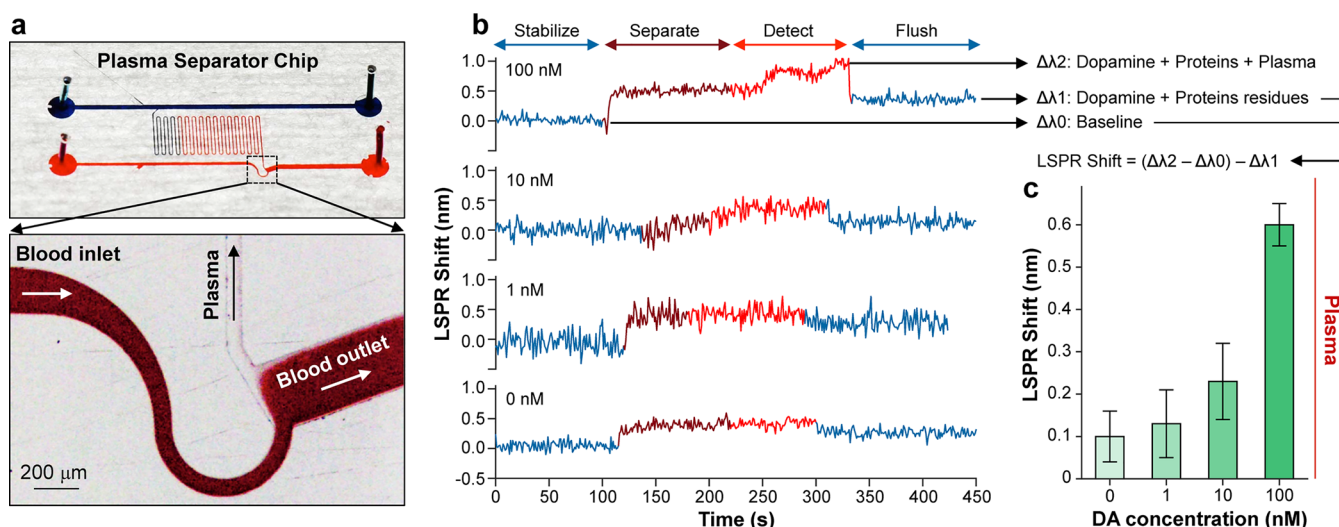 a
Plasma Separator Chip
Blood inlet
Plasma
Blood outlet
200 μm
b
Stabilize
Separate
Detect
Flush
LSPR Shift (nm)
100 nM
1.0
0.5
0.0
10 nM
1.0
0.5
0.0
1 nM
1.0
0.5
0.0
0 nM
1.0
0.5
0.0
-0.5
0 50 100 150 200 250 300 350 400 450
Time (s)
Δλ2: Dopamine + Proteins + Plasma
Δλ1: Dopamine + Proteins residues
Δλ0: Baseline
LSPR Shift = (Δλ2 – Δλ0) – Δλ1
c
LSPR Shift (nm)
0.6
0.4
0.2
0.1
0
0 1 10 100
DA concentration (nM)
Plasma